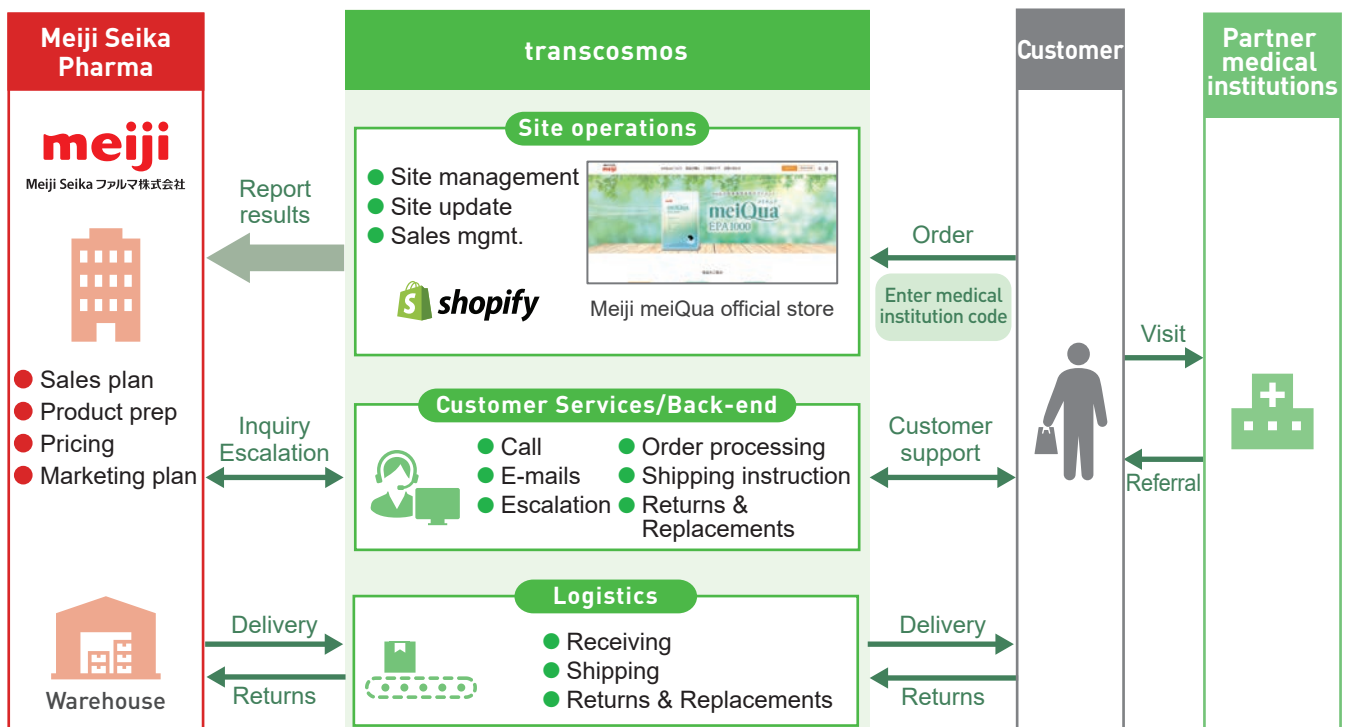 Meiji Seika
Pharma
meiji
Meiji Seika ファルマ株式会社
Sales plan
Product prep
Pricing
Marketing plan
Warehouse
Report
results
Inquiry
Escalation
Delivery
Returns
transcosmos
Site operations
Site management
Site update
Sales mgmt.
shopify
meiji
meiQua
EPA1000
Meiji meiQua official store
Customer Services/Back-end
Call
E-mails
Escalation
Order processing
Shipping instruction
Returns &
Replacements
Logistics
Receiving
Shipping
Returns & Replacements
Order
Enter medical
institution code
Customer
support
Delivery
Returns
Customer
Visit
Referral
Partner
medical
institutions